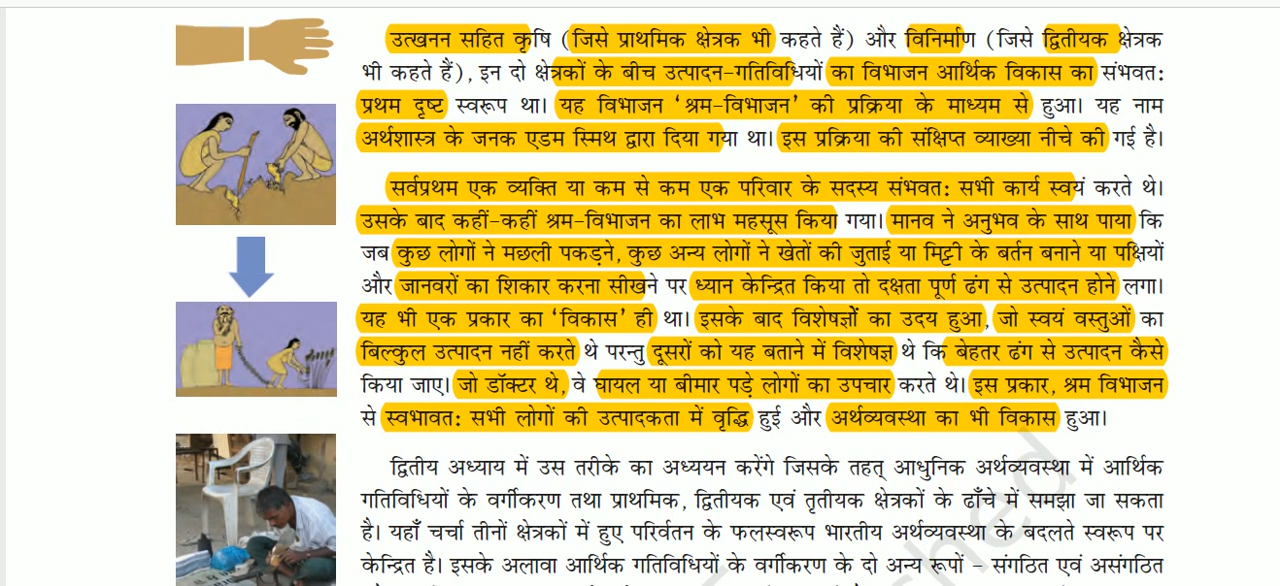 उत्खनन सहित कृषि (जिसे प्राथमिक क्षेत्रक भी कहते हैं) और विनिर्माण (जिसे द्वितीयक क्षेत्रक
भी कहते हैं), इन दो क्षेत्रकों के बीच उत्पादन-गतिविधियों का विभाजन आर्थिक विकास का संभवत:
प्रथम दृष्ट स्वरूप था। यह विभाजन ‘श्रम-विभाजन’ की प्रक्रिया के माध्यम से हुआ। यह नाम
अर्थशास्त्र के जनक एडम स्मिथ द्वारा दिया गया था। इस प्रक्रिया की संक्षिप्त व्याख्या नीचे की गई है।
सर्वप्रथम एक व्यक्ति या कम से कम एक परिवार के सदस्य संभवत: सभी कार्य स्वयं करते थे।
उसके बाद कहीं-कहीं श्रम-विभाजन का लाभ महसूस किया गया। मानव ने अनुभव के साथ पाया कि
जब कुछ लोगों ने मछली पकड़ने, कुछ अन्य लोगों ने खेतों की जुताई या मिट्टी के बर्तन बनाने या पक्षियों
और जानवरों का शिकार करना सीखने पर ध्यान केन्द्रित किया तो दक्षता पूर्ण ढंग से उत्पादन होने लगा।
यह भी एक प्रकार का ‘विकास’ ही था। इसके बाद विशेषज्ञों का उदय हुआ, जो स्वयं वस्तुओं का
बिल्कुल उत्पादन नहीं करते थे परन्तु दूसरों को यह बताने में विशेषज्ञ थे कि बेहतर ढंग से उत्पादन कैसे
किया जाए। जो डॉक्टर थे, वे घायल या बीमार पड़े लोगों का उपचार करते थे। इस प्रकार, श्रम विभाजन
से स्वभावत: सभी लोगों की उत्पादकता में वृद्धि हुई और अर्थव्यवस्था का भी विकास हुआ।
द्वितीय अध्याय में उस तरीके का अध्ययन करेंगे जिसके तहत् आधुनिक अर्थव्यवस्था में आर्थिक
गतिविधियों के वर्गीकरण तथा प्राथमिक, द्वितीयक एवं तृतीयक क्षेत्रकों के ढाँचे में समझा जा सकता
है। यहाँ चर्चा तीनों क्षेत्रकों में हुए परिवर्तन के फलस्वरूप भारतीय अर्थव्यवस्था के बदलते स्वरूप पर
केन्द्रित है। इसके अलावा आर्थिक गतिविधियों के वर्गीकरण के दो अन्य रूपों - संगठित एवं असंगठित